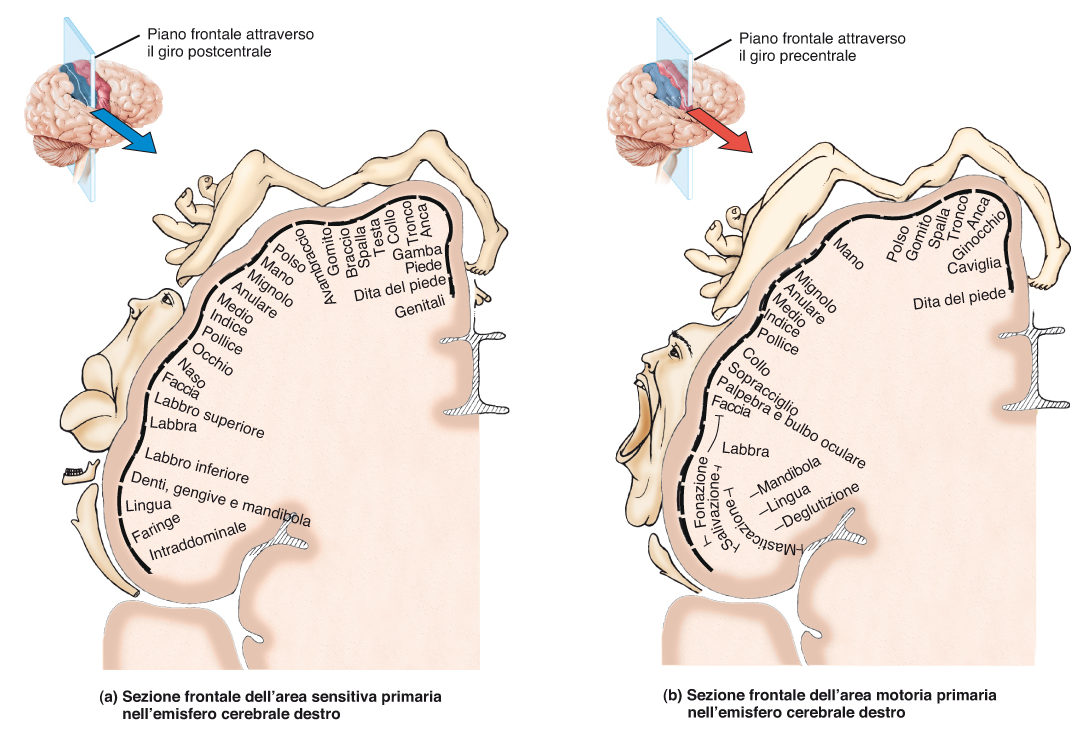 Piano frontale attraverso
il giro postcentrale
Avambraccio
Polso
Mano
Mignolo
Anulare
Medio
Indice
Pollice
Occhio
Naso
Faccia
Labbro superiore
Labbra
Labbro inferiore
Denti, gengive e mandibola
Lingua
Faringe
Intraddominale
Gomito
Braccio
Spalla
Testa
Collo
Tronco
Anca
Gamba
Piede
Dita del piede
Genitali
(a) Sezione frontale dell'area sensitiva primaria
nell'emisfero cerebrale destro
Piano frontale attraverso
il giro precentrale
Mano
Mignolo
Anulare
Medio
Indice
Pollice
Collo
Sopracciglio
Palpebra e bulbo oculare
Faccia
Labbra
Fonazione
Salivazione
Masticazione
Mandibola
Lingua
Deglutizione
Polso
Gomito
Spalla
Tronco
Anca
Ginocchio
Caviglia
Dita del piede
(b) Sezione frontale dell'area motoria primaria
nell'emisfero cerebrale destro